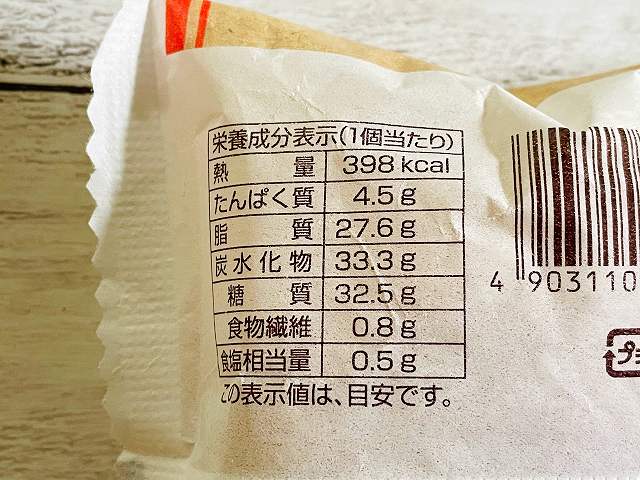 栄養成分表示(1個当たり)
熱量 398kcal
たんぱく質 4.5g
脂質 27.6g
炭水化物 33.3g
糖質 32.5g
食物繊維 0.8g
食塩相当量 0.5g
この表示値は、目安です。
4 903110
プラ